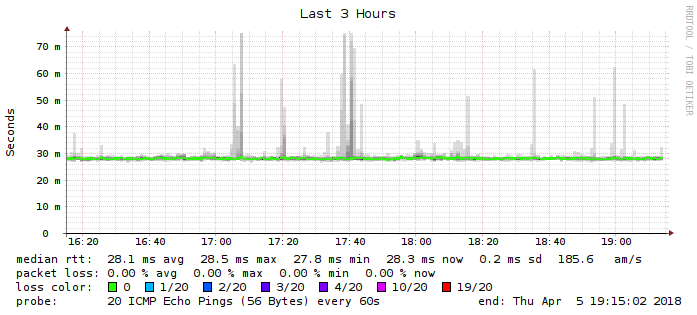 Last 3 Hours
RRDTOOL / TOBI OETIKER
Seconds
70 m
60 m
50 m
40 m
30 m
20 m
10 m
0
16:20 16:40 17:00 17:20 17:40 18:00 18:20 18:40 19:00
median rtt: 28.1 ms avg 28.5 ms max 27.8 ms min 28.3 ms now 0.2 ms sd 185.6 am/s
packet loss: 0.00 % avg 0.00 % max 0.00 % min 0.00 % now
loss color: 0 1/20 2/20 3/20 4/20 10/20 19/20
probe: 20 ICMP Echo Pings (56 Bytes) every 60s end: Thu Apr 5 19:15:02 2018